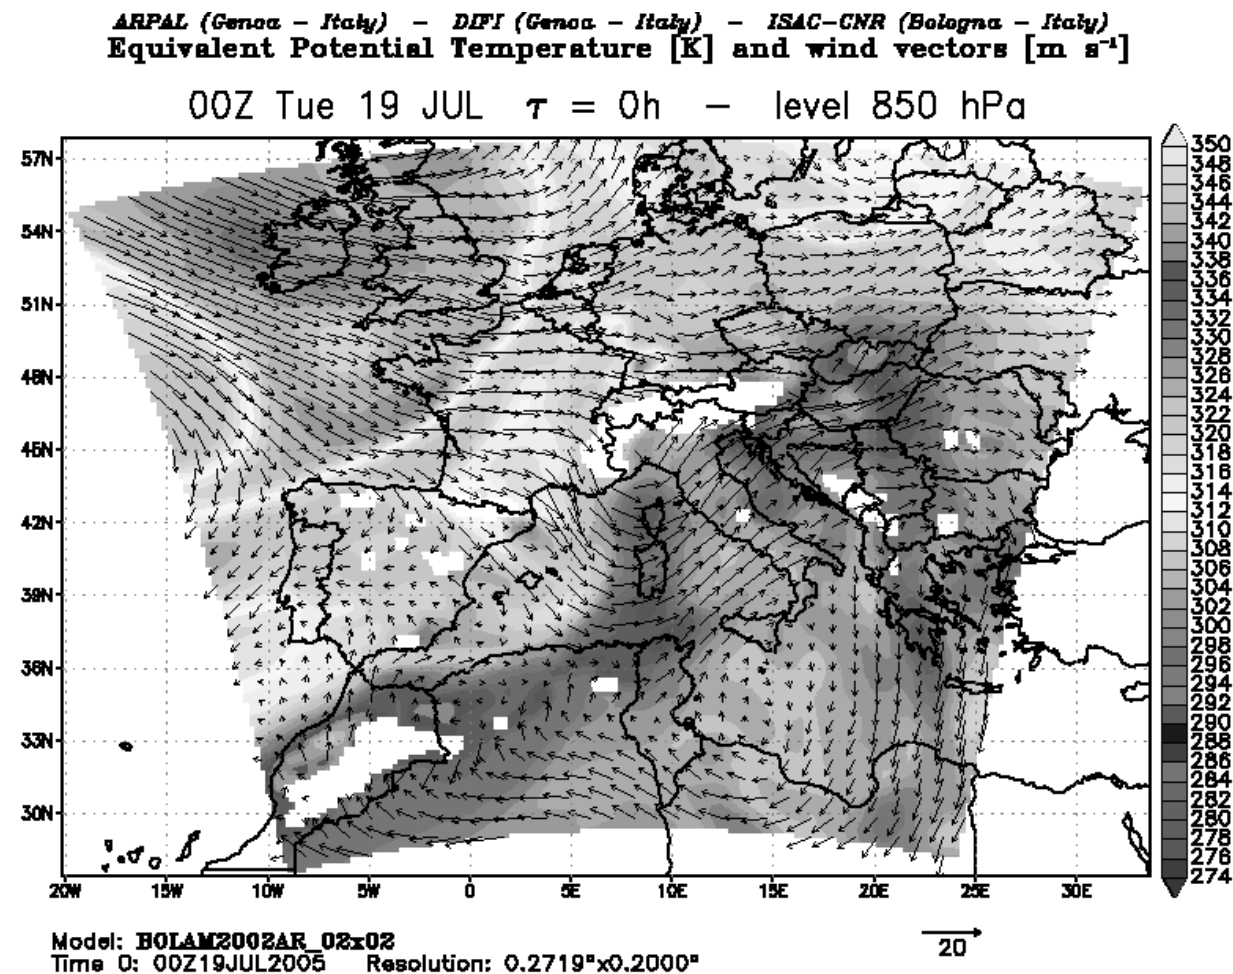 ARPAL (Genoa – Italy) – DIFI (Genoa – Italy) – ISAC-CNR (Bologna – Italy)
Equivalent Potential Temperature [K] and wind vectors [m s⁻¹]
00Z Tue 19 JUL τ = 0h – level 850 hPa
57N
54N
51N
48N
45N
42N
39N
36N
33N
30N
20W 15W 10W 5W 0 5E 10E 15E 20E 25E 30E
350
348
346
344
342
340
338
336
334
332
330
328
326
324
322
320
318
316
314
312
310
308
306
304
302
300
298
296
294
292
290
288
286
284
282
280
278
276
274
20
Model: BOLAM2002AR_02x02
Time 0: 00Z19JUL2005 Resolution: 0.2719°x0.2000°